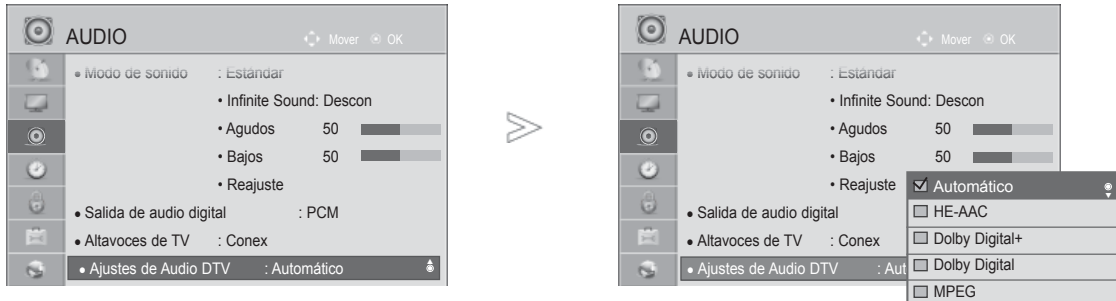 AUDIO
Mover OK
• Modo de sonido : Estándar
• Infinite Sound: Descon
• Agudos 50
• Bajos 50
• Reajuste
• Salida de audio digital : PCM
• Altavoces de TV : Conex
• Ajustes de Audio DTV : Automático
AUDIO
Mover OK
• Modo de sonido : Estándar
• Infinite Sound: Descon
• Agudos 50
• Bajos 50
• Reajuste
• Salida de audio digital
• Altavoces de TV : Conex
• Ajustes de Audio DTV : Aut
Automático
HE-AAC
Dolby Digital+
Dolby Digital
MPEG